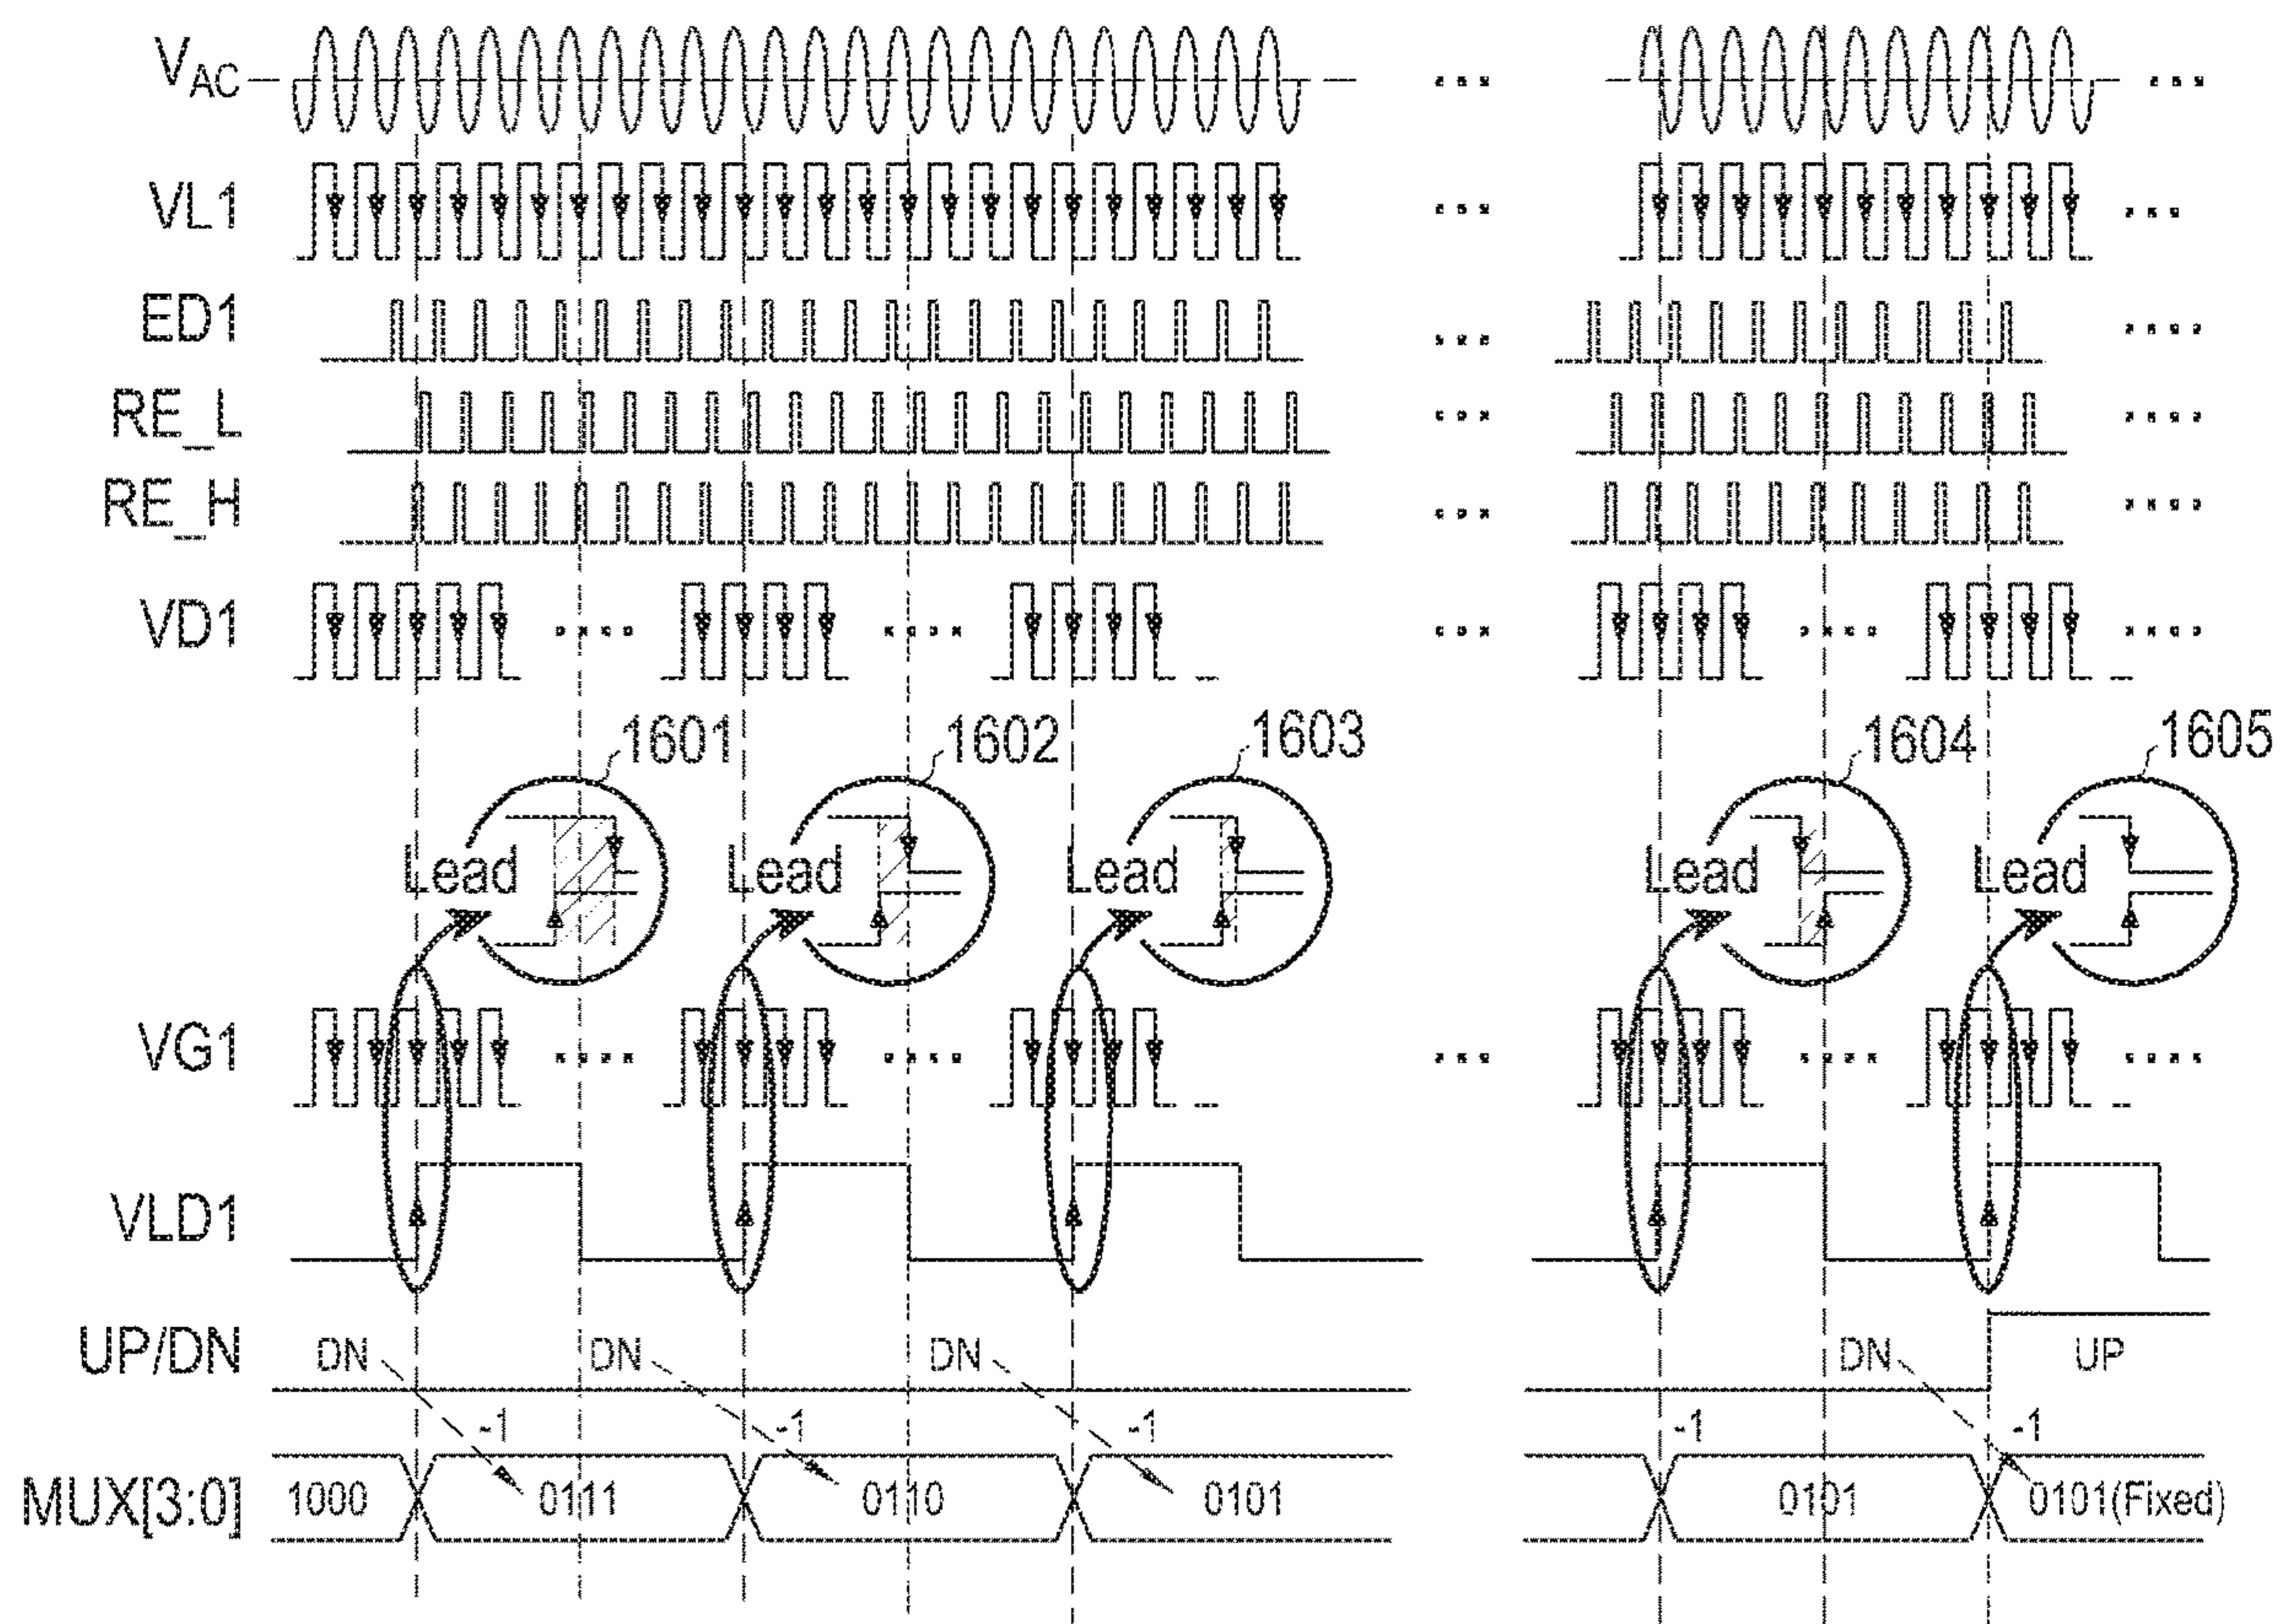 VAC
VL1
ED1
RE_L
RE_H
VD1
1601 1602 1603 1604 1605
Lead Lead Lead Lead Lead
VG1
VLD1
UP/DN DN DN DN DN UP
-1 -1 -1 -1 -1
MUX[3:0] 1000 0111 0110 0101 0101 0101(Fixed)